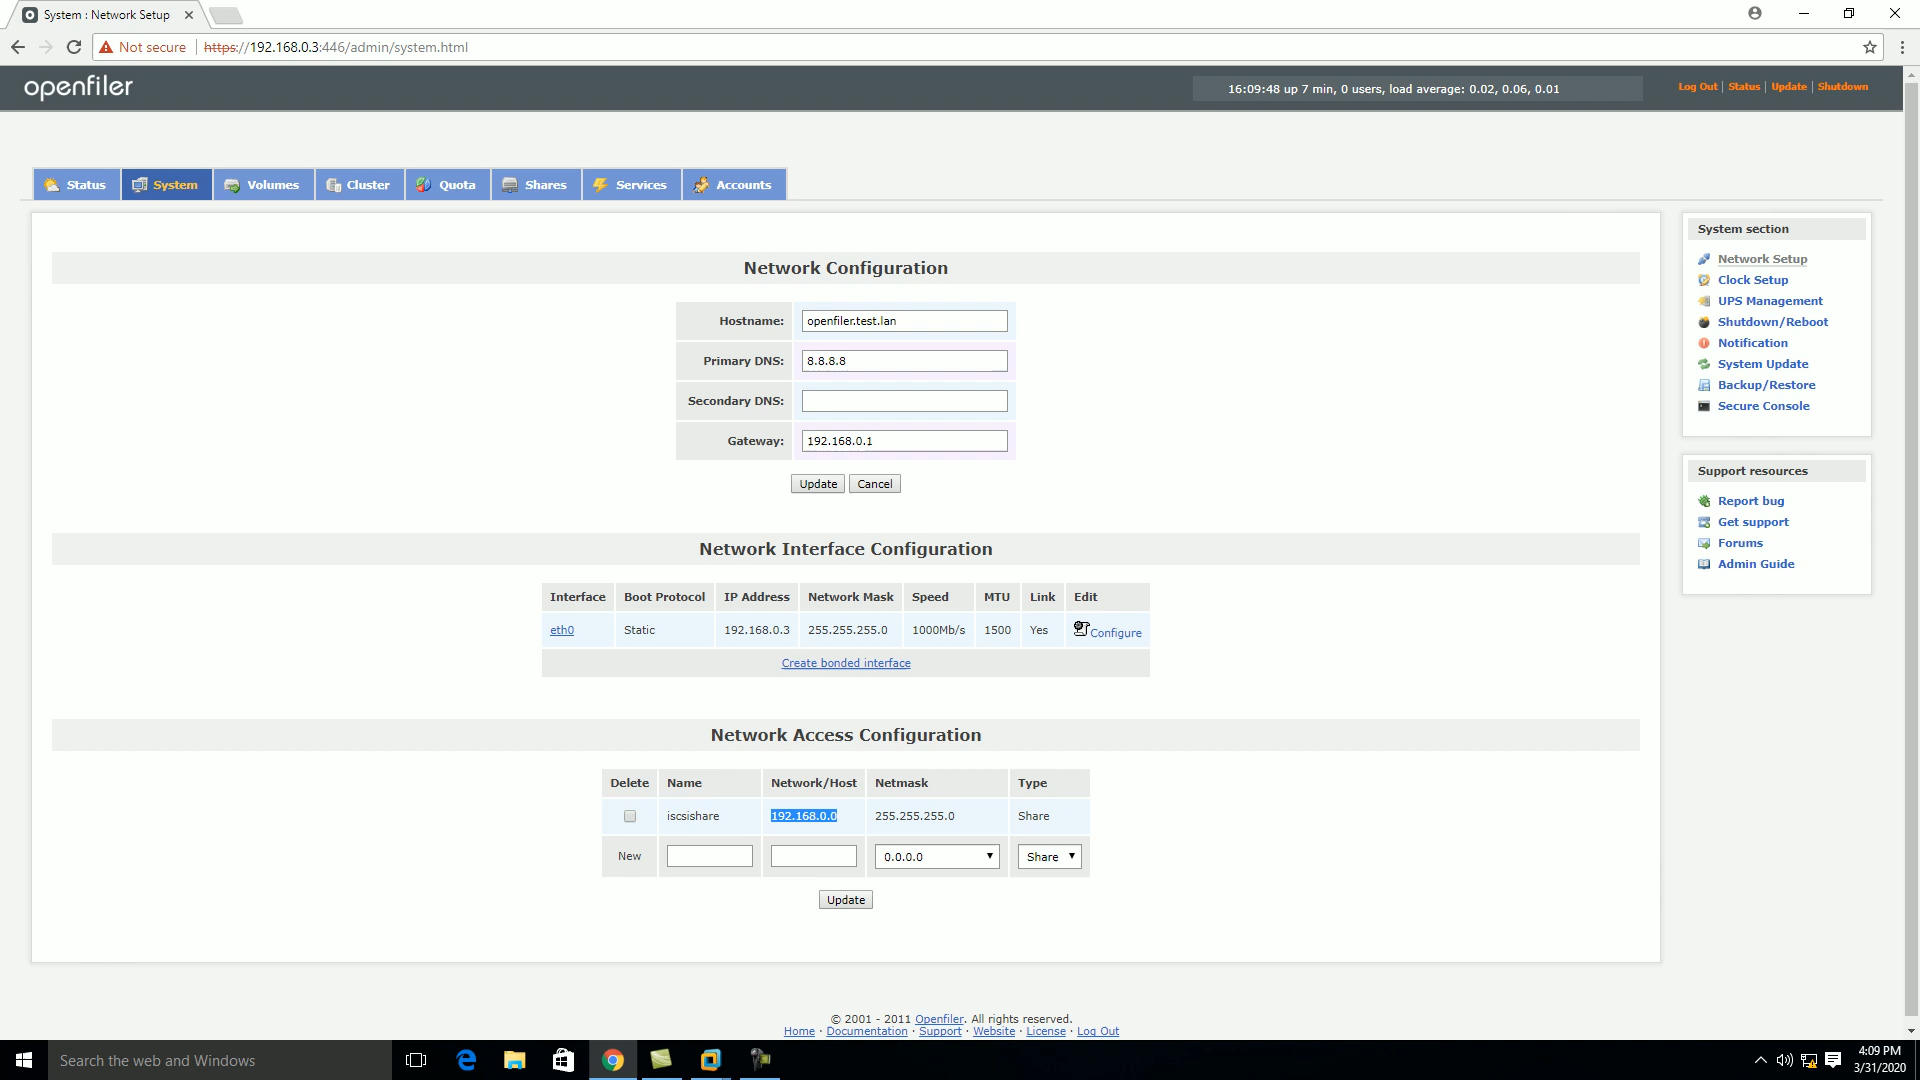 System : Network Setup
Not secure
https://192.168.0.3:446/admin/system.html
openfiler
16:09:48 up 7 min, 0 users, load average: 0.02, 0.06, 0.01
Log Out | Status | Update | Shutdown
Status System Volumes Cluster Quota Shares Services Accounts
Network Configuration
Hostname: openfiler.test.lan
Primary DNS: 8.8.8.8
Secondary DNS:
Gateway: 192.168.0.1
Update Cancel
Network Interface Configuration
Interface Boot Protocol IP Address Network Mask Speed MTU Link Edit
eth0 Static 192.168.0.3 255.255.255.0 1000Mb/s 1500 Yes Configure
Create bonded interface
Network Access Configuration
Delete Name Network/Host Netmask Type
iscsishare 192.168.0.0 255.255.255.0 Share
New 0.0.0.0 Share
Update
System section
Network Setup
Clock Setup
UPS Management
Shutdown/Reboot
Notification
System Update
Backup/Restore
Secure Console
Support resources
Report bug
Get support
Forums
Admin Guide
© 2001 - 2011 Openfiler. All rights reserved.
Home · Documentation · Support · Website · License · Log Out
Search the web and Windows
4:09 PM
3/31/2020